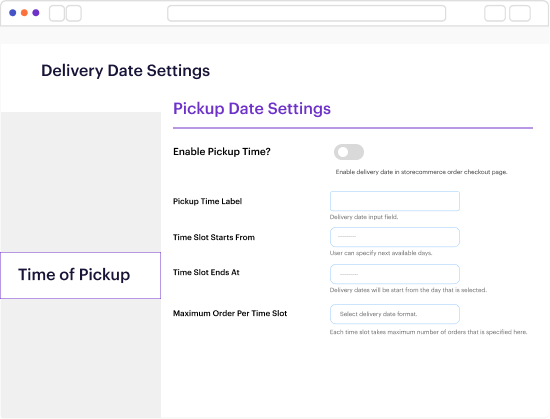 Delivery Date Settings
Pickup Date Settings
Enable Pickup Time?
Enable delivery date in storecommerce order checkout page.
Pickup Time Label
Delivery date input field.
Time Slot Starts From
User can specify next available days.
Time of Pickup
Time Slot Ends At
Delivery dates will be start from the day that is selected.
Maximum Order Per Time Slot
Select delivery date format.
Each time slot takes maximum number of orders that is specified here.